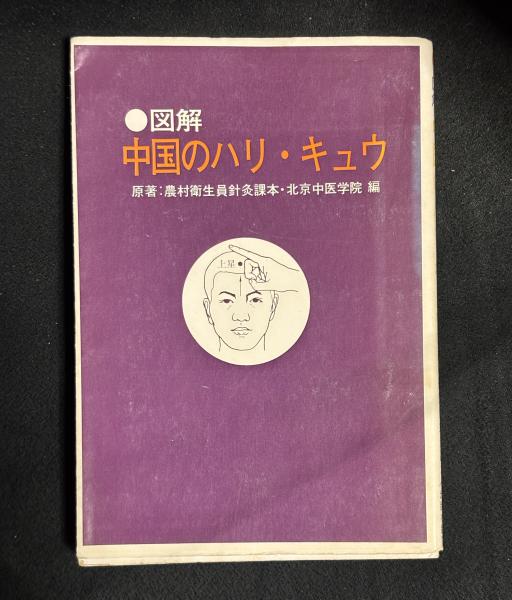 ●図解
中国のハリ・キュウ
原著:農村衛生員針灸課本・北京中医学院 編
上星●